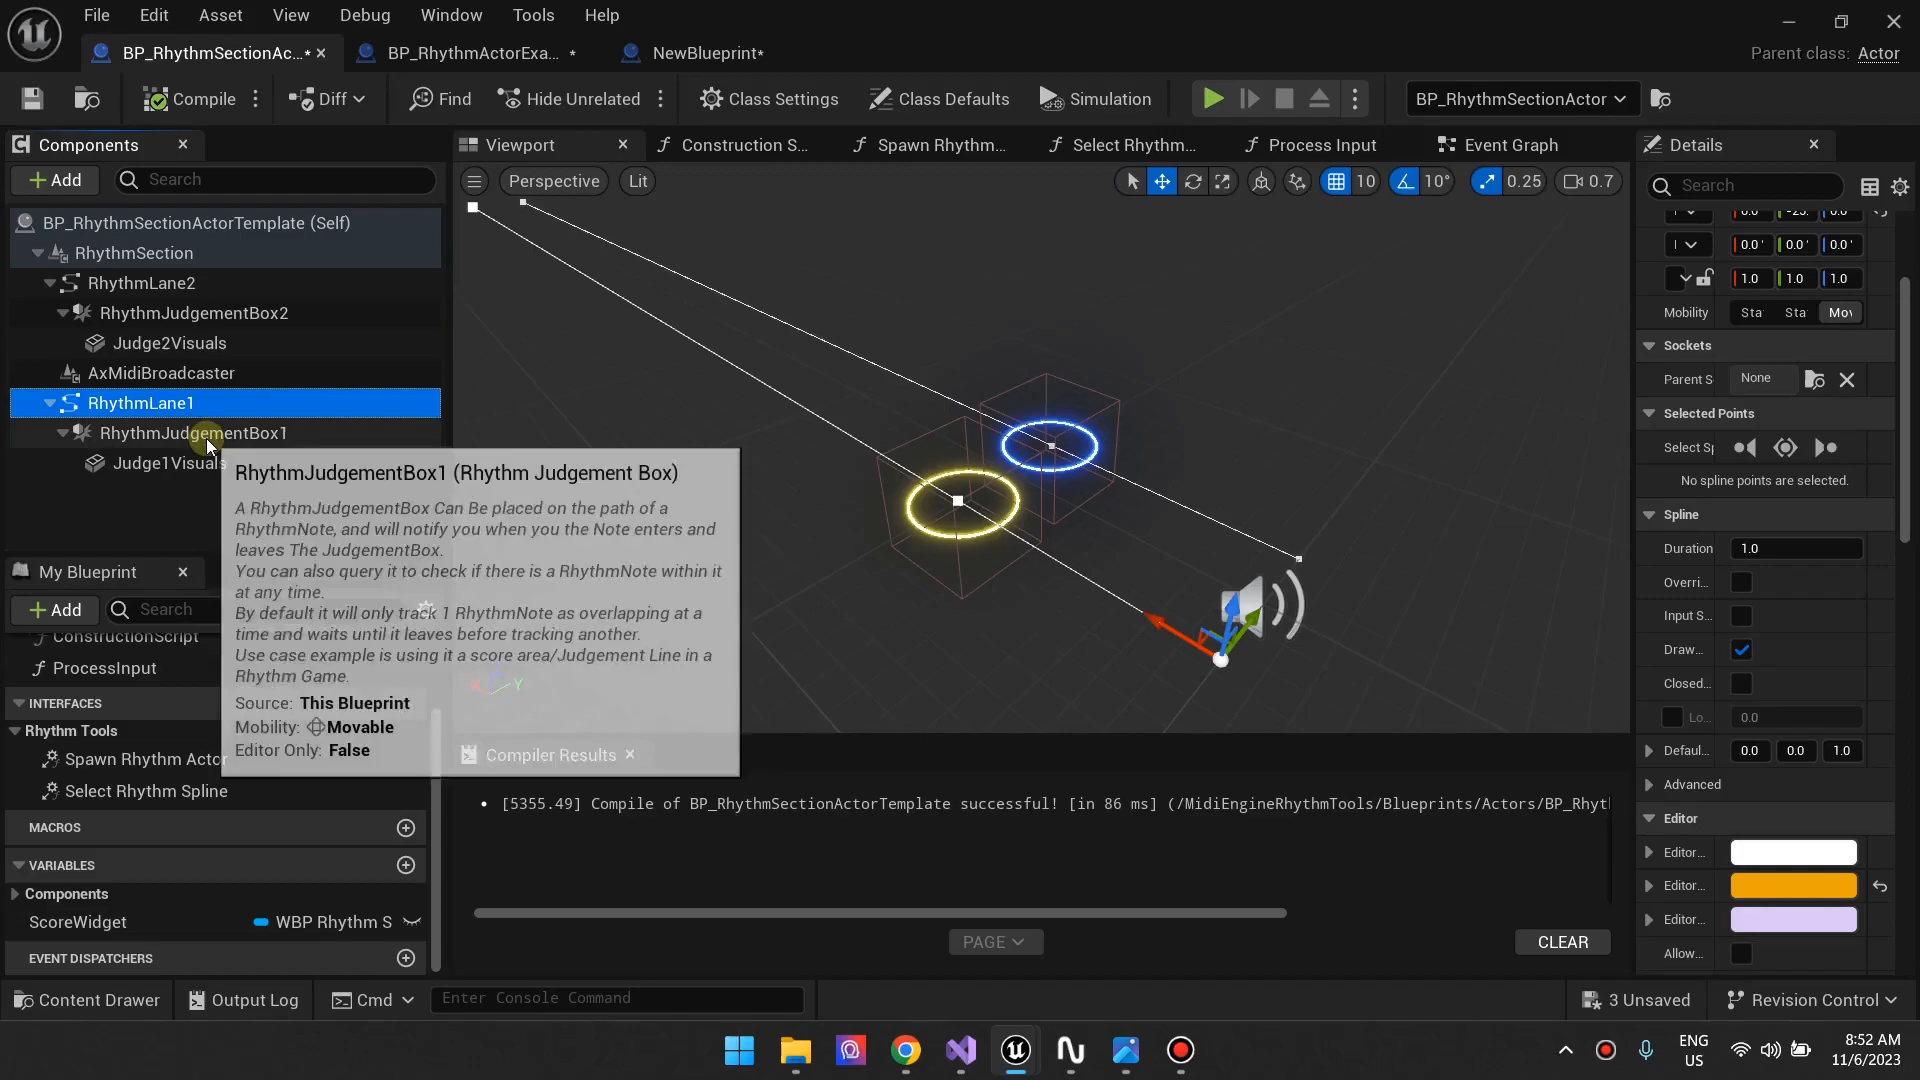 File Edit Asset View Debug Window Tools Help
BP_RhythmSectionAc...* BP_RhythmActorExa... * NewBlueprint*
Parent class: Actor
Compile Diff Find Hide Unrelated Class Settings Class Defaults Simulation BP_RhythmSectionActor
Components
Add Search
BP_RhythmSectionActorTemplate (Self)
RhythmSection
RhythmLane2
RhythmJudgementBox2
Judge2Visuals
AxMidiBroadcaster
RhythmLane1
RhythmJudgementBox1
Judge1Visuals
Viewport Construction S... Spawn Rhythm... Select Rhythm... Process Input Event Graph
Perspective Lit 10 10° 0.25 0.7
RhythmJudgementBox1 (Rhythm Judgement Box)
A RhythmJudgementBox Can Be placed on the path of a
RhythmNote, and will notify you when you the Note enters and
leaves The JudgementBox.
You can also query it to check if there is a RhythmNote within it
at any time.
By default it will only track 1 RhythmNote as overlapping at a
time and waits until it leaves before tracking another.
Use case example is using it a score area/Judgement Line in a
Rhythm Game.
Source: This Blueprint
Mobility: Movable
Editor Only: False
Y
My Blueprint
Add Search
ConstructionScript
ProcessInput
INTERFACES
Rhythm Tools
Spawn Rhythm Actor
Select Rhythm Spline
MACROS
VARIABLES
Components
ScoreWidget WBP Rhythm S
EVENT DISPATCHERS
Compiler Results
[5355.49] Compile of BP_RhythmSectionActorTemplate successful! [in 86 ms] (/MidiEngineRhythmTools/Blueprints/Actors/BP_Rhyt
PAGE CLEAR
Details
Search
0.0 -25. 0.0
0.0 ' 0.0 ' 0.0 '
1.0 1.0 1.0
Mobility Sta Sta Mov
Sockets
Parent S None
Selected Points
Select Sp
No spline points are selected.
Spline
Duration 1.0
Overri...
Input S...
Draw...
Closed...
Lo... 0.0
Defaul... 0.0 0.0 1.0
Advanced
Editor
Editor...
Editor...
Editor...
Allow...
Content Drawer Output Log Cmd Enter Console Command 3 Unsaved Revision Control
ENG
US
8:52 AM
11/6/2023